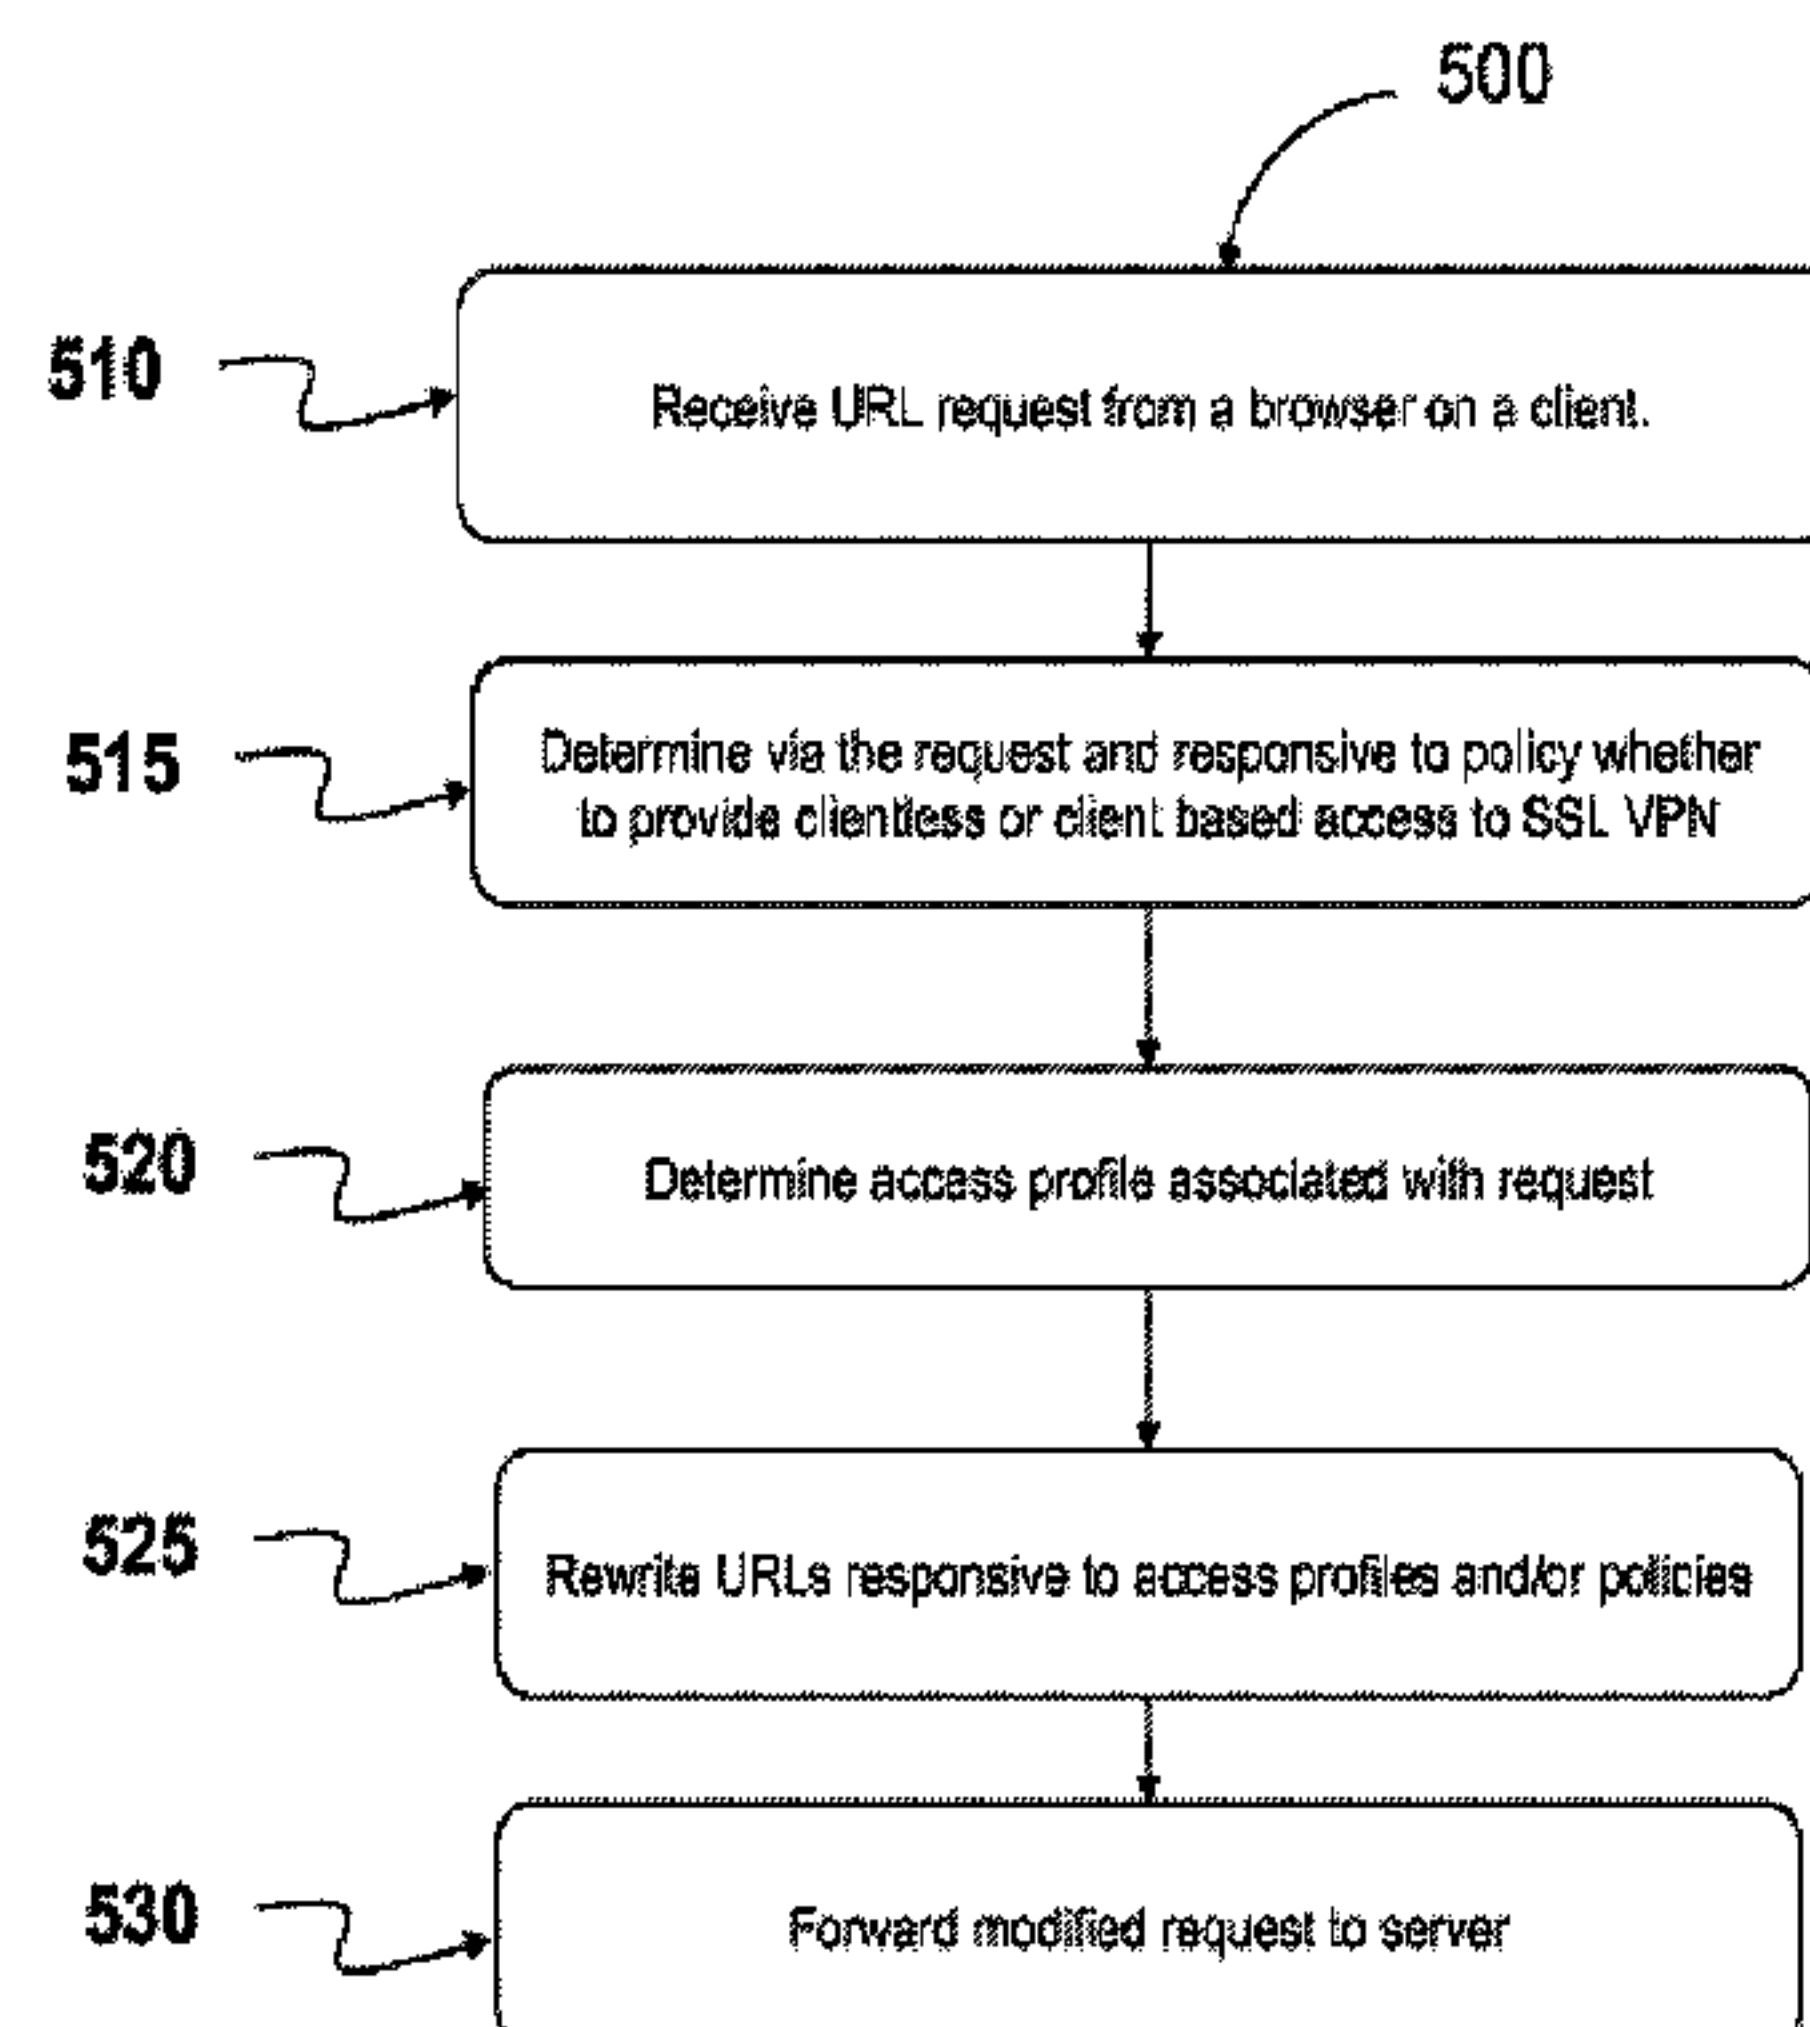 500
510
Receive URL request from a browser on a client.
515
Determine via the request and responsive to policy whether
to provide clientless or client based access to SSL VPN
520
Determine access profile associated with request
525
Rewrite URLs responsive to access profiles and/or policies
530
Forward modified request to server